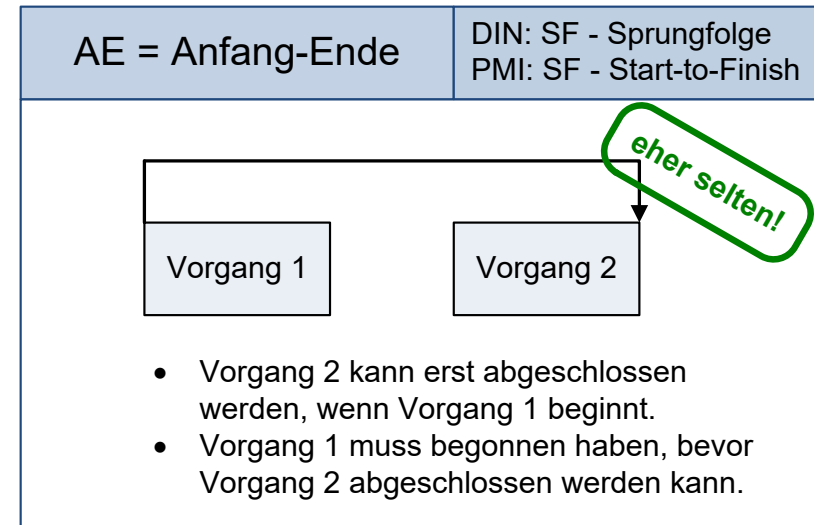 AE = Anfang-Ende
DIN: SF - Sprungfolge
PMI: SF - Start-to-Finish
eher selten!
Vorgang 1
Vorgang 2
• Vorgang 2 kann erst abgeschlossen
werden, wenn Vorgang 1 beginnt.
• Vorgang 1 muss begonnen haben, bevor
Vorgang 2 abgeschlossen werden kann.